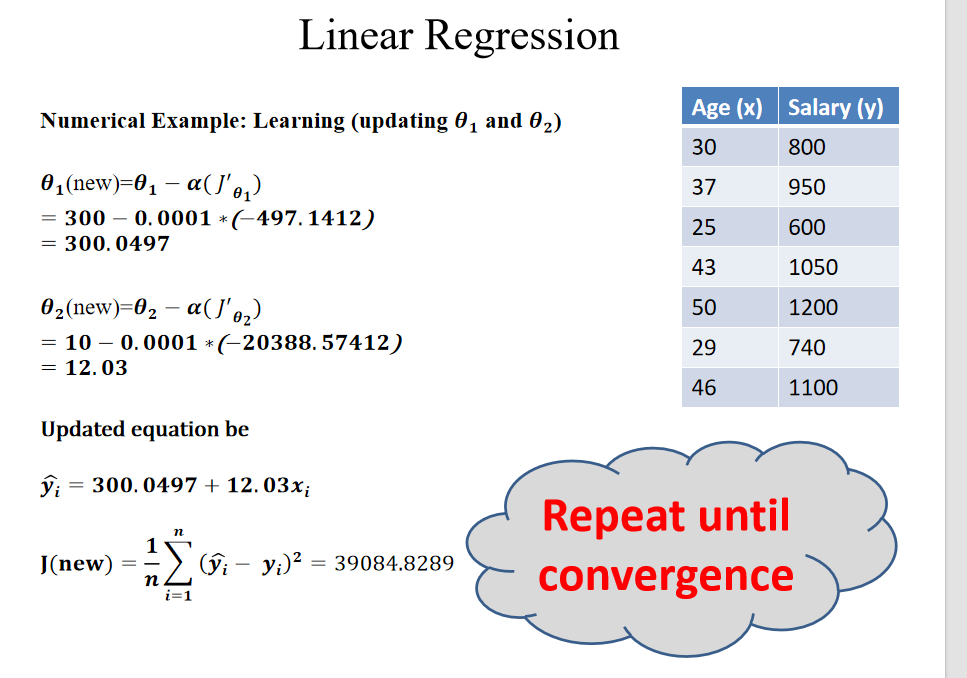 Linear Regression
Numerical Example: Learning (updating θ₁ and θ₂)
θ₁(new)=θ₁ − α(J′θ₁)
= 300 − 0.0001 *(−497.1412)
= 300.0497
θ₂(new)=θ₂ − α(J′θ₂)
= 10 − 0.0001 *(−20388.57412)
= 12.03
Updated equation be
ŷᵢ = 300.0497 + 12.03xᵢ
J(new) = 1/n ∑ⁿᵢ₌₁ (ŷᵢ − yᵢ)² = 39084.8289
Age (x) Salary (y)
30 800
37 950
25 600
43 1050
50 1200
29 740
46 1100
Repeat until
convergence